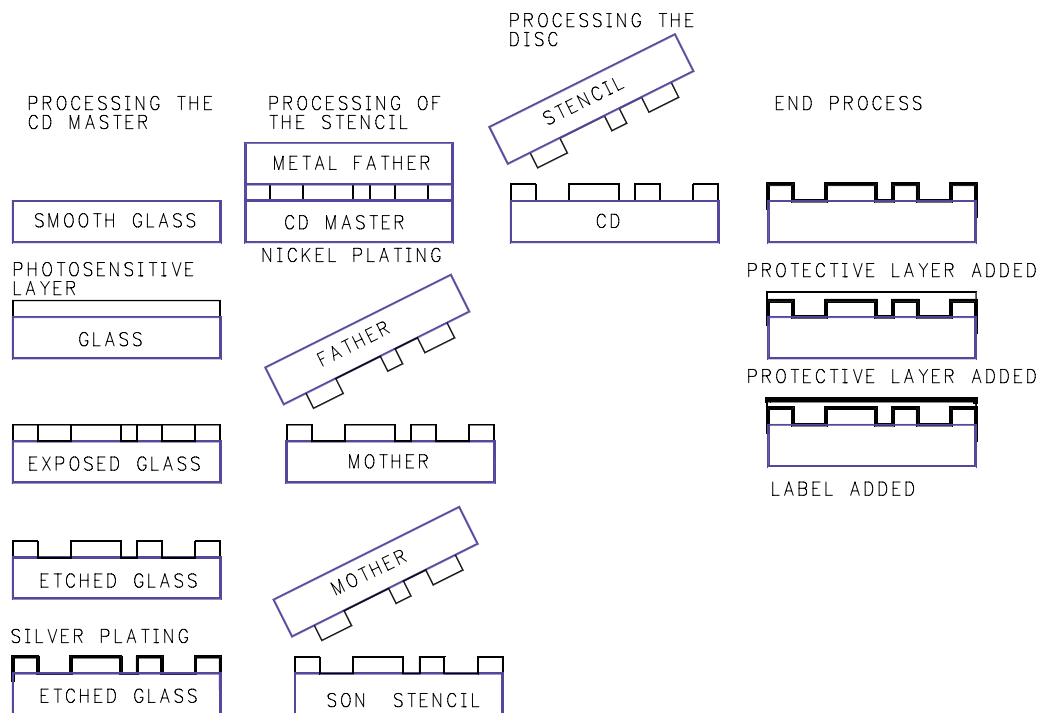 PROCESSING THE
CD MASTER
SMOOTH GLASS
PHOTOSENSITIVE
LAYER
GLASS
EXPOSED GLASS
ETCHED GLASS
SILVER PLATING
ETCHED GLASS
PROCESSING OF
THE STENCIL
METAL FATHER
CD MASTER
NICKEL PLATING
FATHER
MOTHER
MOTHER
SON STENCIL
PROCESSING THE
DISC
STENCIL
CD
END PROCESS
PROTECTIVE LAYER ADDED
PROTECTIVE LAYER ADDED
LABEL ADDED